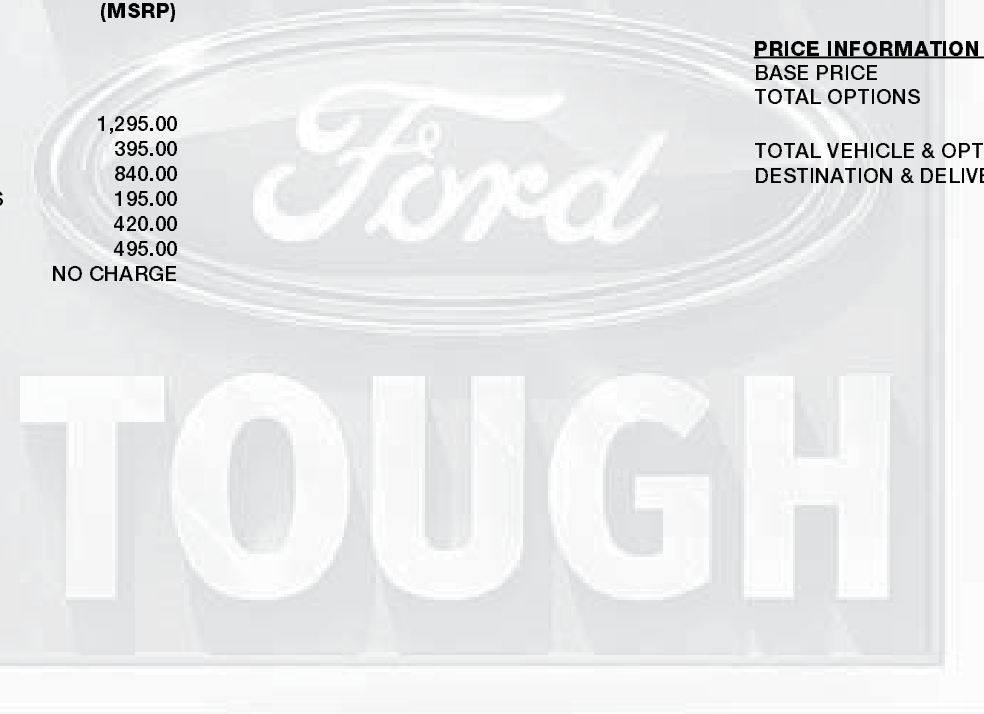 (MSRP)
1,295.00
395.00
840.00
195.00
420.00
495.00
NO CHARGE
PRICE INFORMATION
BASE PRICE
TOTAL OPTIONS
TOTAL VEHICLE & OPT
DESTINATION & DELIVE
Ford
TOUGH